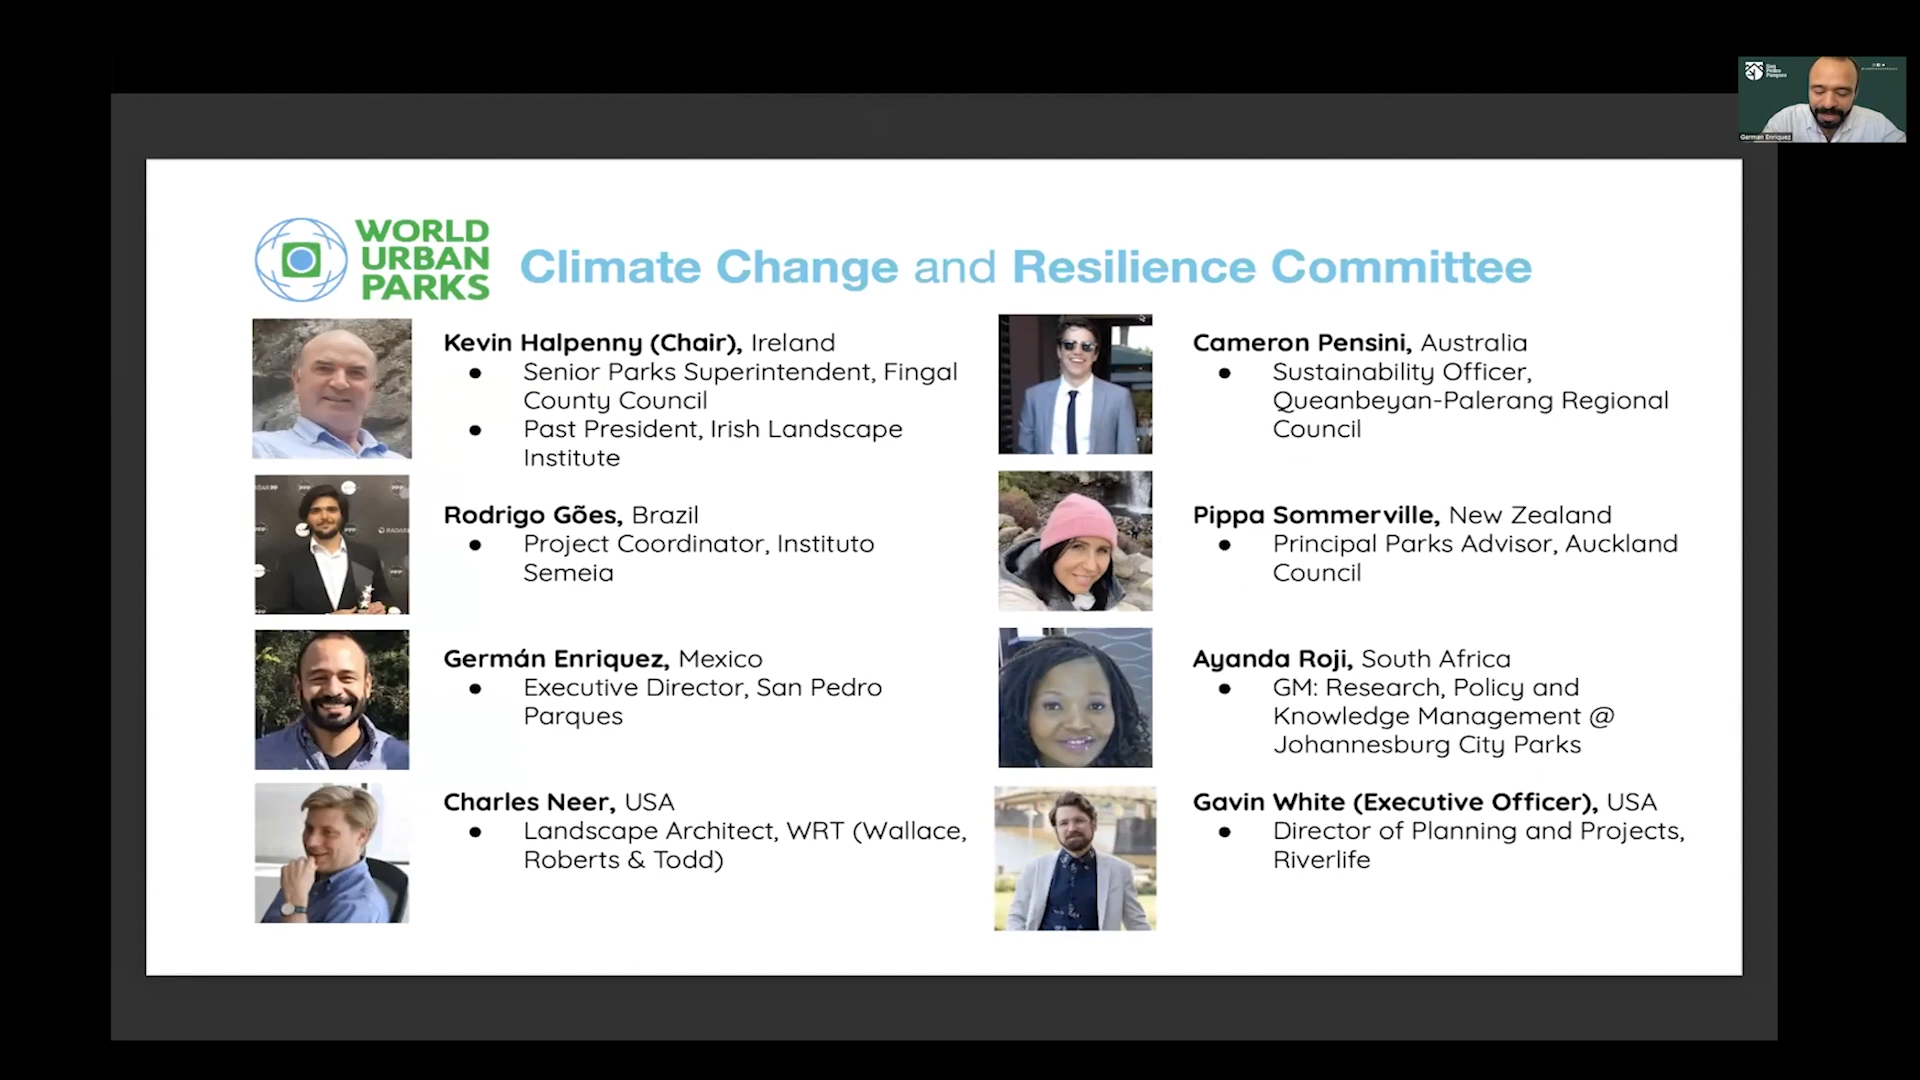 San
Pedro
Parques
German Enriquez
WORLD
URBAN
PARKS
Climate Change and Resilience Committee
Kevin Halpenny (Chair), Ireland
● Senior Parks Superintendent, Fingal
County Council
● Past President, Irish Landscape
Institute
Rodrigo Gões, Brazil
● Project Coordinator, Instituto
Semeia
Germán Enriquez, Mexico
● Executive Director, San Pedro
Parques
Charles Neer, USA
● Landscape Architect, WRT (Wallace,
Roberts & Todd)
Cameron Pensini, Australia
● Sustainability Officer,
Queanbeyan-Palerang Regional
Council
Pippa Sommerville, New Zealand
● Principal Parks Advisor, Auckland
Council
Ayanda Roji, South Africa
● GM: Research, Policy and
Knowledge Management @
Johannesburg City Parks
Gavin White (Executive Officer), USA
● Director of Planning and Projects,
Riverlife